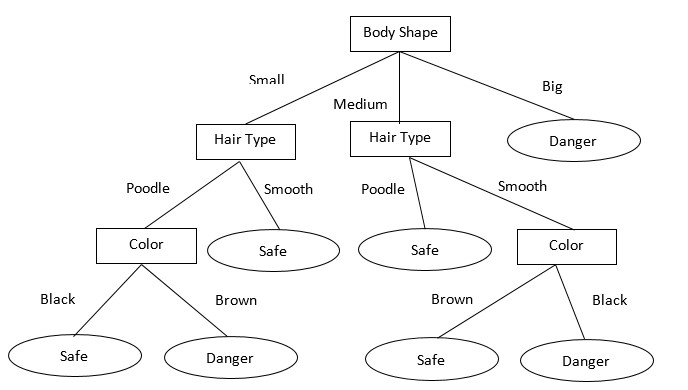 Body Shape
Small
Medium
Big
Hair Type
Hair Type
Danger
Poodle
Smooth
Poodle
Smooth
Color
Safe
Safe
Color
Black
Brown
Brown
Black
Safe
Danger
Safe
Danger